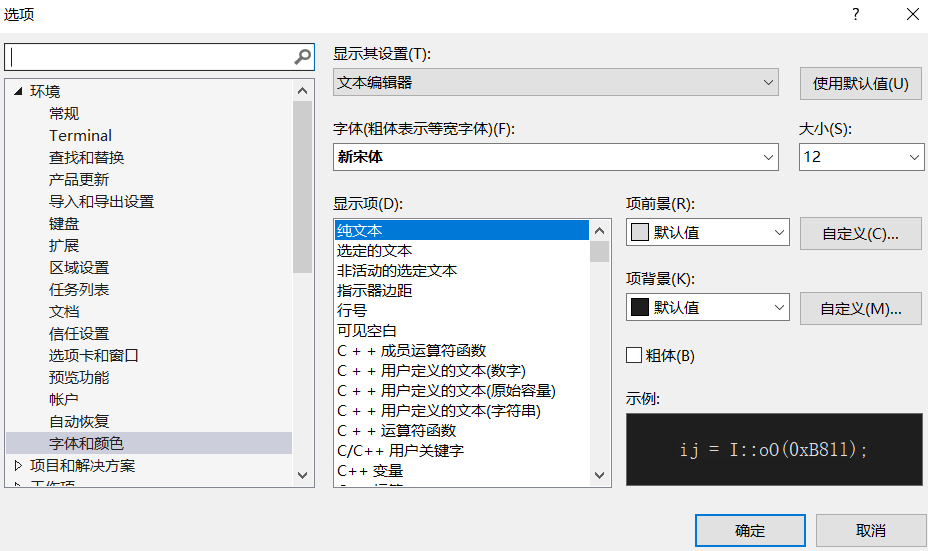 选项
?
环境
常规
Terminal
查找和替换
产品更新
导入和导出设置
键盘
扩展
区域设置
任务列表
文档
信任设置
选项卡和窗口
预览功能
帐户
自动恢复
字体和颜色
项目和解决方案
工作项
显示其设置(T):
文本编辑器
使用默认值(U)
字体(粗体表示等宽字体)(F):
大小(S):
新宋体
12
显示项(D):
纯文本
选定的文本
非活动的选定文本
指示器边距
行号
可见空白
C + + 成员运算符函数
C + + 用户定义的文本(数字)
C + + 用户定义的文本(原始容量)
C + + 用户定义的文本(字符串)
C + + 运算符函数
C/C++ 用户关键字
C++ 变量
项前景(R):
默认值
自定义(C)...
项背景(K):
默认值
自定义(M)...
粗体(B)
示例:
ij = I::oO(0xB81l);
确定
取消